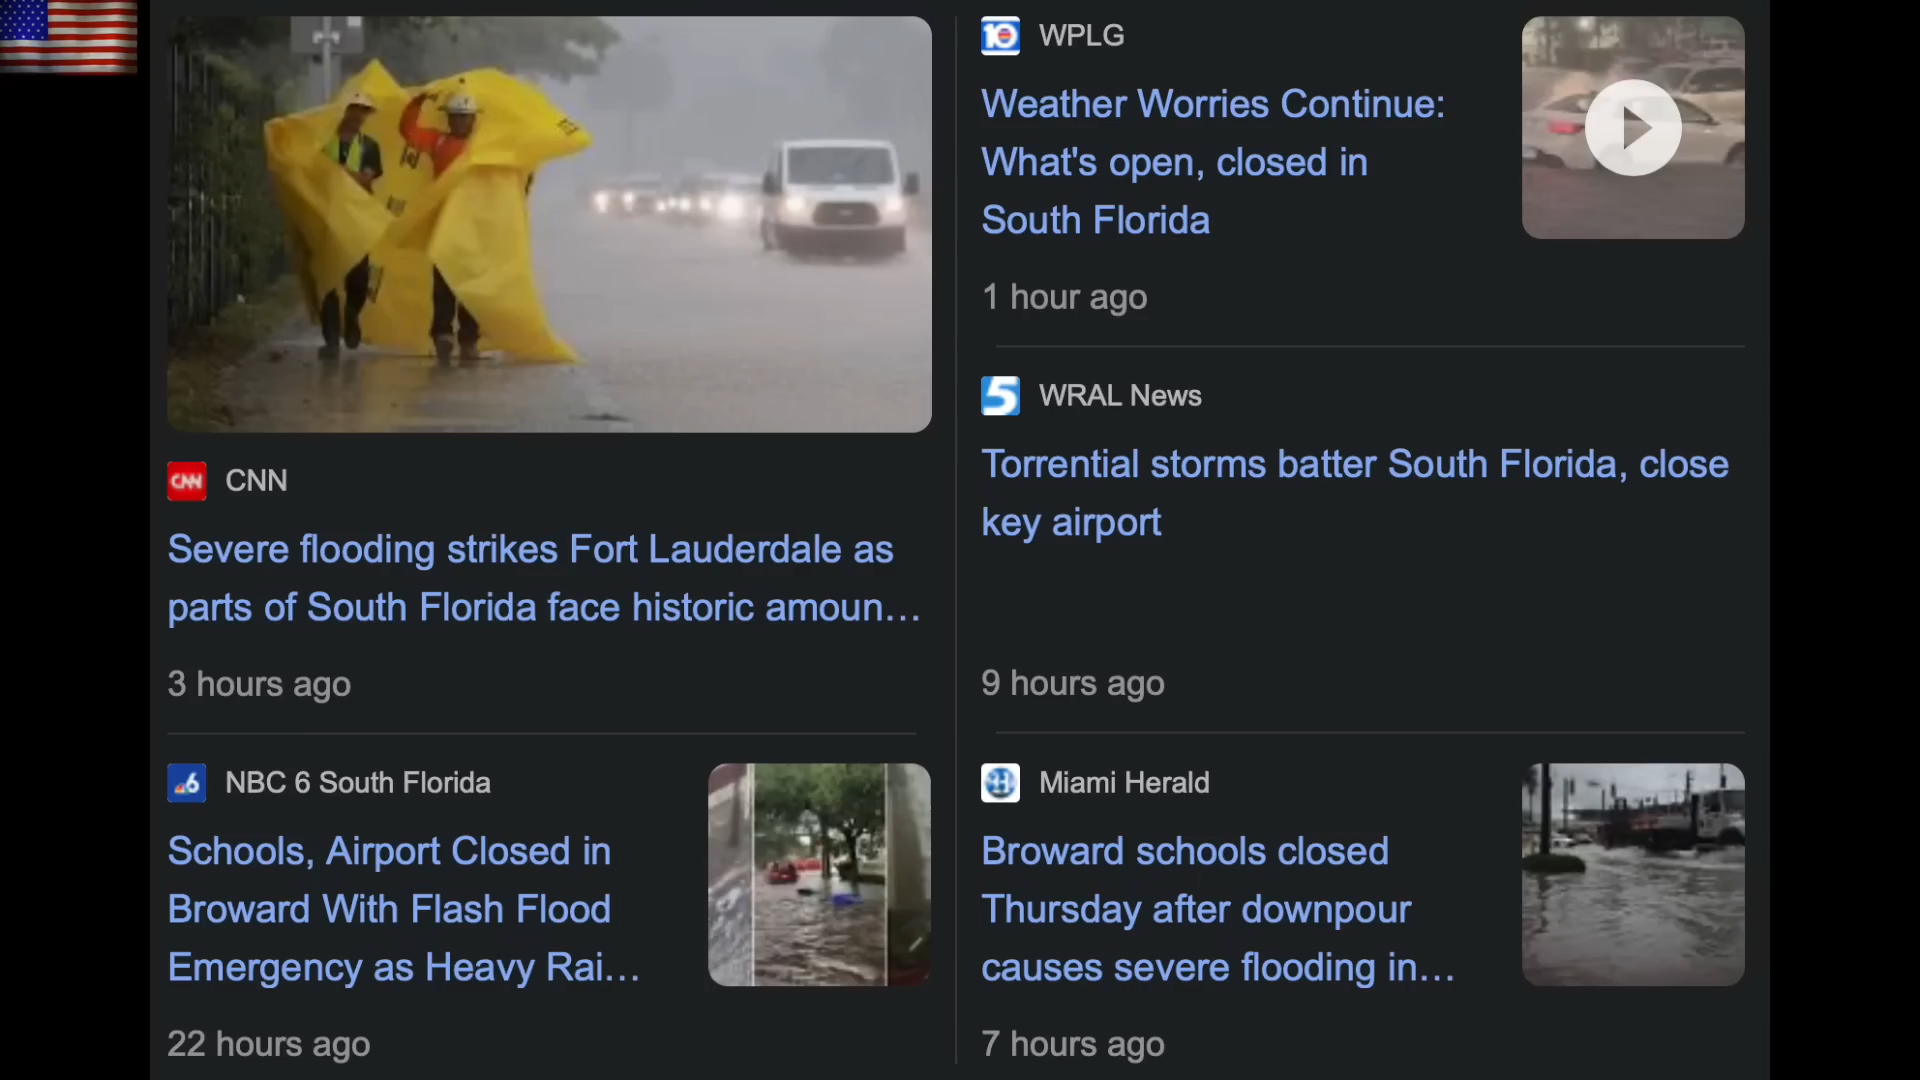 CNN
CNN
Severe flooding strikes Fort Lauderdale as
parts of South Florida face historic amoun...
3 hours ago
6
NBC 6 South Florida
Schools, Airport Closed in
Broward With Flash Flood
Emergency as Heavy Rai...
22 hours ago
10
WPLG
Weather Worries Continue:
What's open, closed in
South Florida
1 hour ago
5
WRAL News
Torrential storms batter South Florida, close
key airport
9 hours ago
H
Miami Herald
Broward schools closed
Thursday after downpour
causes severe flooding in...
7 hours ago